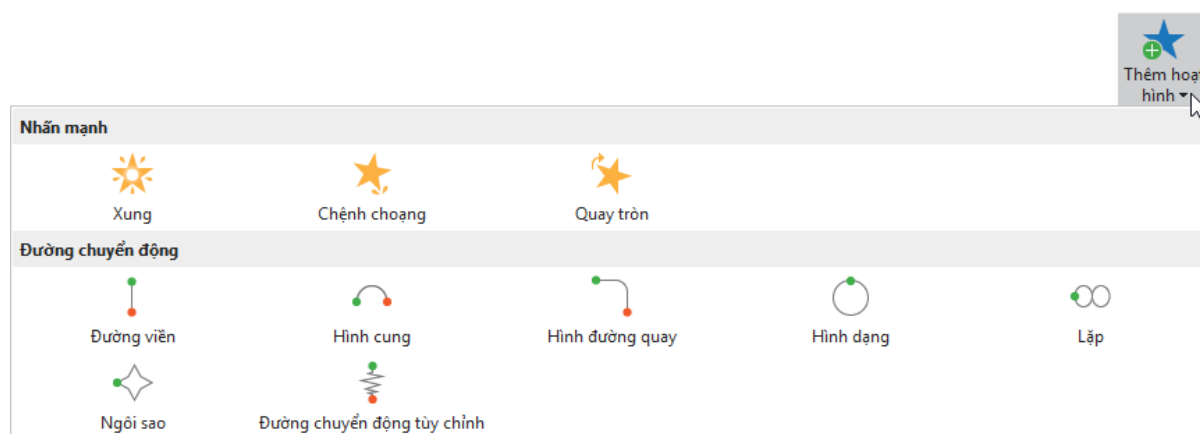 Thêm hoạt
hình
Nhấn mạnh
Xung Chệnh choạng Quay tròn
Đường chuyển động
Đường viền Hình cung Hình đường quay Hình dạng Lặp
Ngôi sao Đường chuyển động tùy chỉnh